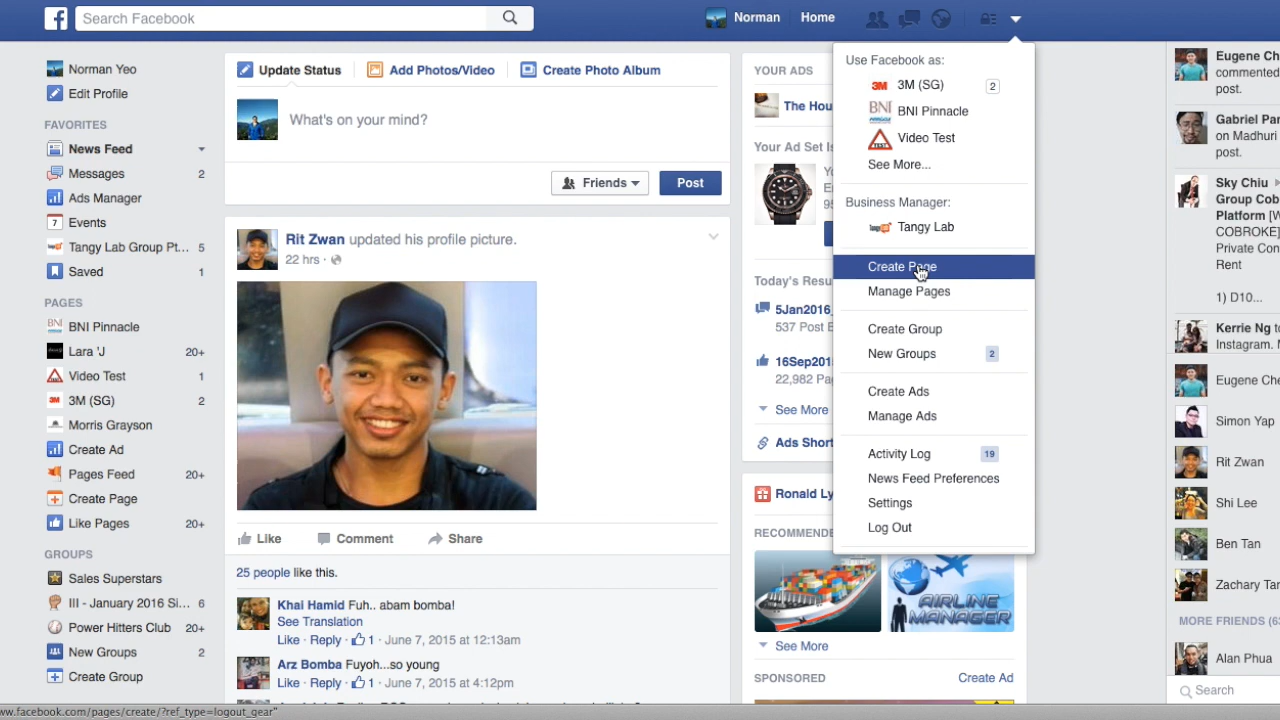 Search Facebook
Norman
Home
Norman Yeo
Edit Profile
FAVORITES
News Feed
Messages 2
Ads Manager
7 Events
Tangy Lab Group Pt... 5
Saved 1
PAGES
BNI Pinnacle
Lara 'J 20+
Video Test 1
3M (SG) 2
Morris Grayson
Create Ad
Pages Feed 20+
Create Page
Like Pages 20+
GROUPS
Sales Superstars
III - January 2016 Si... 6
Power Hitters Club 20+
New Groups 2
Create Group
Update Status
Add Photos/Video
Create Photo Album
What's on your mind?
Friends
Post
Rit Zwan updated his profile picture.
22 hrs ·
Like
Comment
Share
25 people like this.
Khai Hamid Fuh.. abam bomba!
See Translation
Like · Reply · 1 · June 7, 2015 at 12:13am
Arz Bomba Fuyoh...so young
Like · Reply · 1 · June 7, 2015 at 4:12pm
YOUR ADS
The Hou
Your Ad Set Is
Today's Resu
5Jan2016_
537 Post E
16Sep201
22,982 Pag
See More
Ads Short
Ronald Ly
RECOMMENDE
AIRLINE
MANAGER
See More
SPONSORED
Create Ad
Use Facebook as:
3M 3M (SG) 2
BNI BNI Pinnacle
Video Test
See More...
Business Manager:
Tangy Lab
Create Page
Manage Pages
Create Group
New Groups 2
Create Ads
Manage Ads
Activity Log 19
News Feed Preferences
Settings
Log Out
Eugene Ch
commented
post.
Gabriel Par
on Madhuri
post.
Sky Chiu
Group Cob
Platform [W
COBROKE]
Private Con
Rent
1) D10...
Kerrie Ng to
Instagram. M
Eugene Che
Simon Yap
Rit Zwan
Shi Lee
Ben Tan
Zachary Tan
MORE FRIENDS (63
Alan Phua
Search
ww.facebook.com/pages/create/?ref_type=logout_gear"